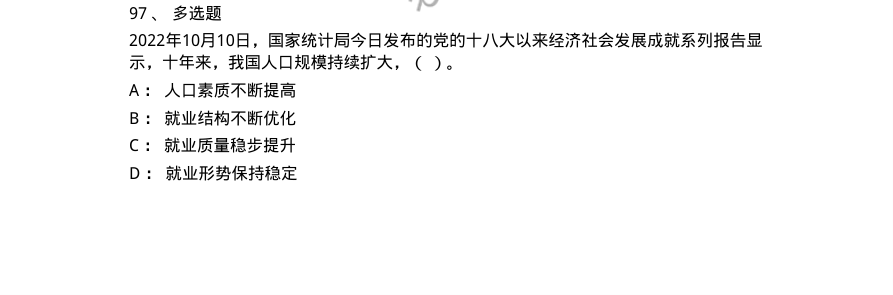 97 、 多选题
2022年10月10日，国家统计局今日发布的党的十八大以来经济社会发展成就系列报告显
示，十年来，我国人口规模持续扩大，（ ）。
A ： 人口素质不断提高
B ： 就业结构不断优化
C ： 就业质量稳步提升
D ： 就业形势保持稳定